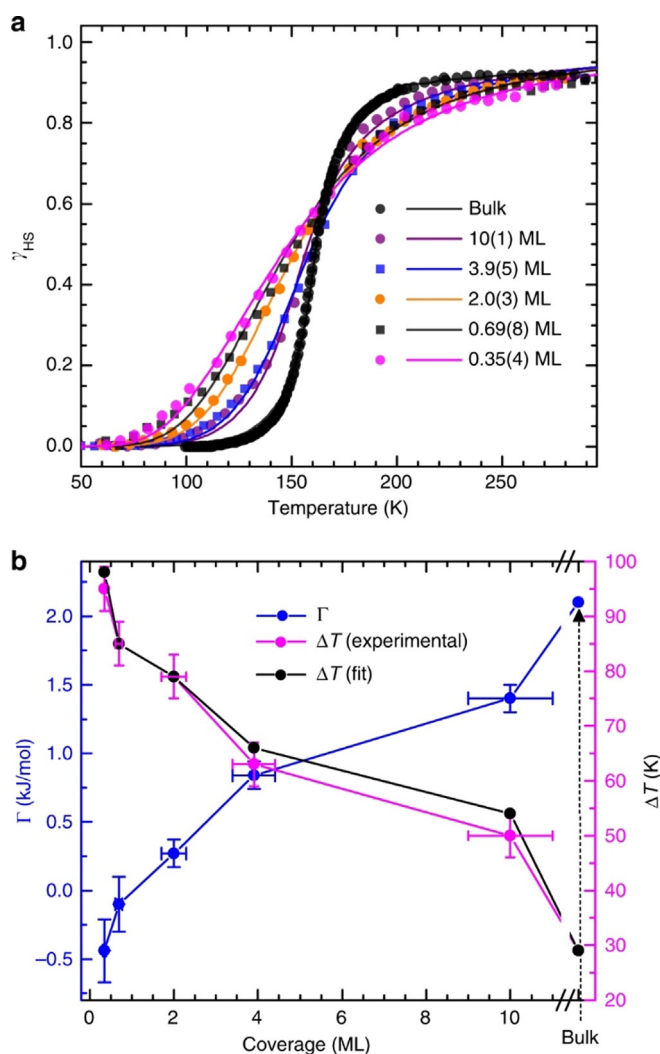 a
1.0
0.8
0.6
0.4
0.2
0.0
γHS
Bulk
10(1) ML
3.9(5) ML
2.0(3) ML
0.69(8) ML
0.35(4) ML
50 100 150 200 250
Temperature (K)
b
2.0
1.5
1.0
0.5
0.0
−0.5
Γ (kJ/mol)
Γ
ΔT (experimental)
ΔT (fit)
100
90
80
70
60
50
40
30
20
ΔT (K)
0 2 4 6 8 10
Bulk
Coverage (ML)